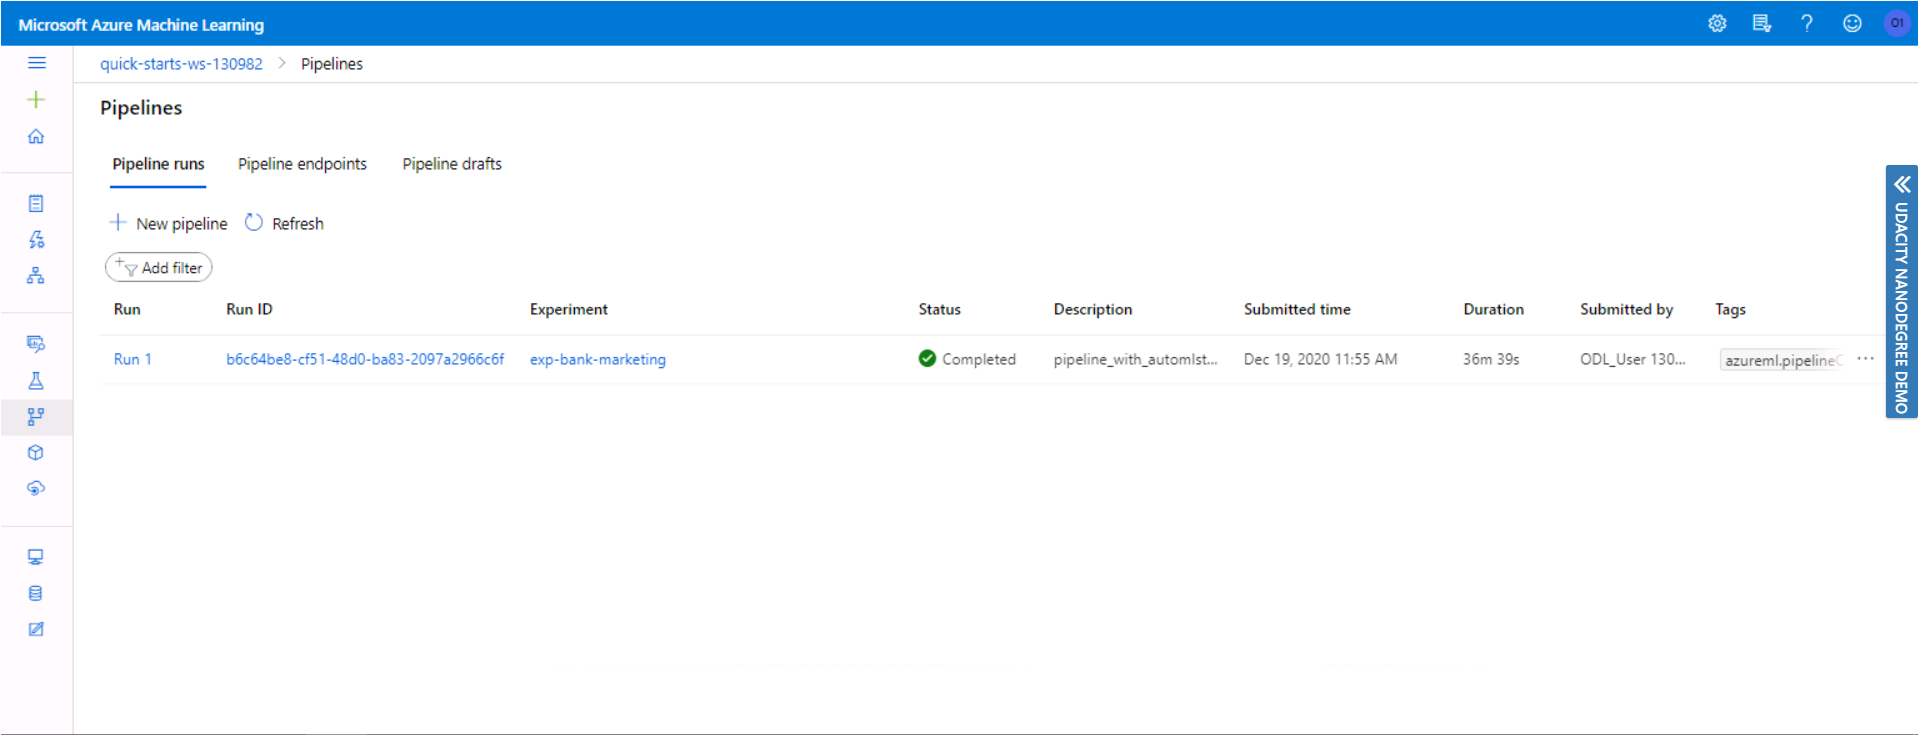 Microsoft Azure Machine Learning
01
quick-starts-ws-130982 > Pipelines
Pipelines
Pipeline runs Pipeline endpoints Pipeline drafts
New pipeline Refresh
Add filter
Run Run ID Experiment Status Description Submitted time Duration Submitted by Tags
Run 1 b6c64be8-cf51-48d0-ba83-2097a2966c6f exp-bank-marketing Completed pipeline_with_automlst... Dec 19, 2020 11:55 AM 36m 39s ODL_User 130... azureml.pipelineC ...
UDACITY NANODEGREE DEMO